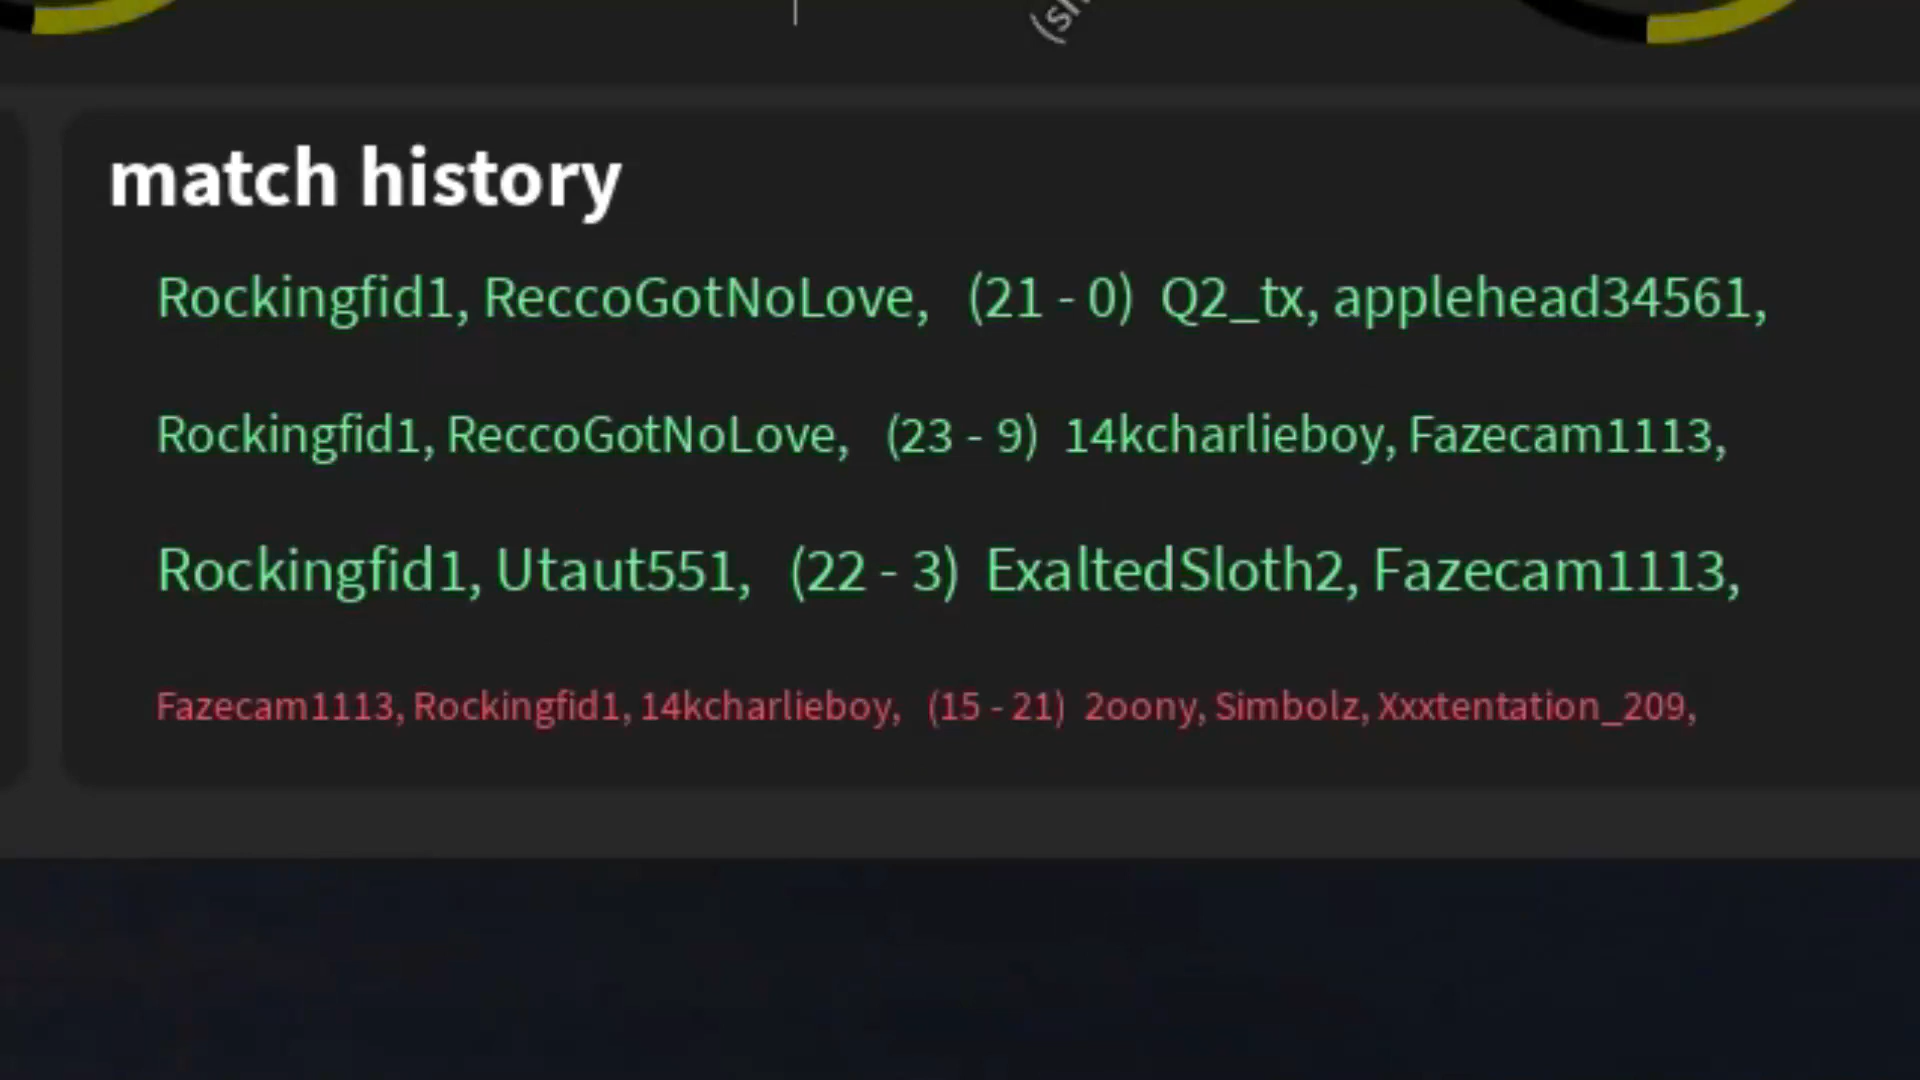 (sh
match history
Rockingfid1, ReccoGotNoLove, (21 - 0) Q2_tx, applehead34561,
Rockingfid1, ReccoGotNoLove, (23 - 9) 14kcharlieboy, Fazecam1113,
Rockingfid1, Utaut551, (22 - 3) ExaltedSloth2, Fazecam1113,
Fazecam1113, Rockingfid1, 14kcharlieboy, (15 - 21) 2oony, Simbolz, Xxxtentation_209,